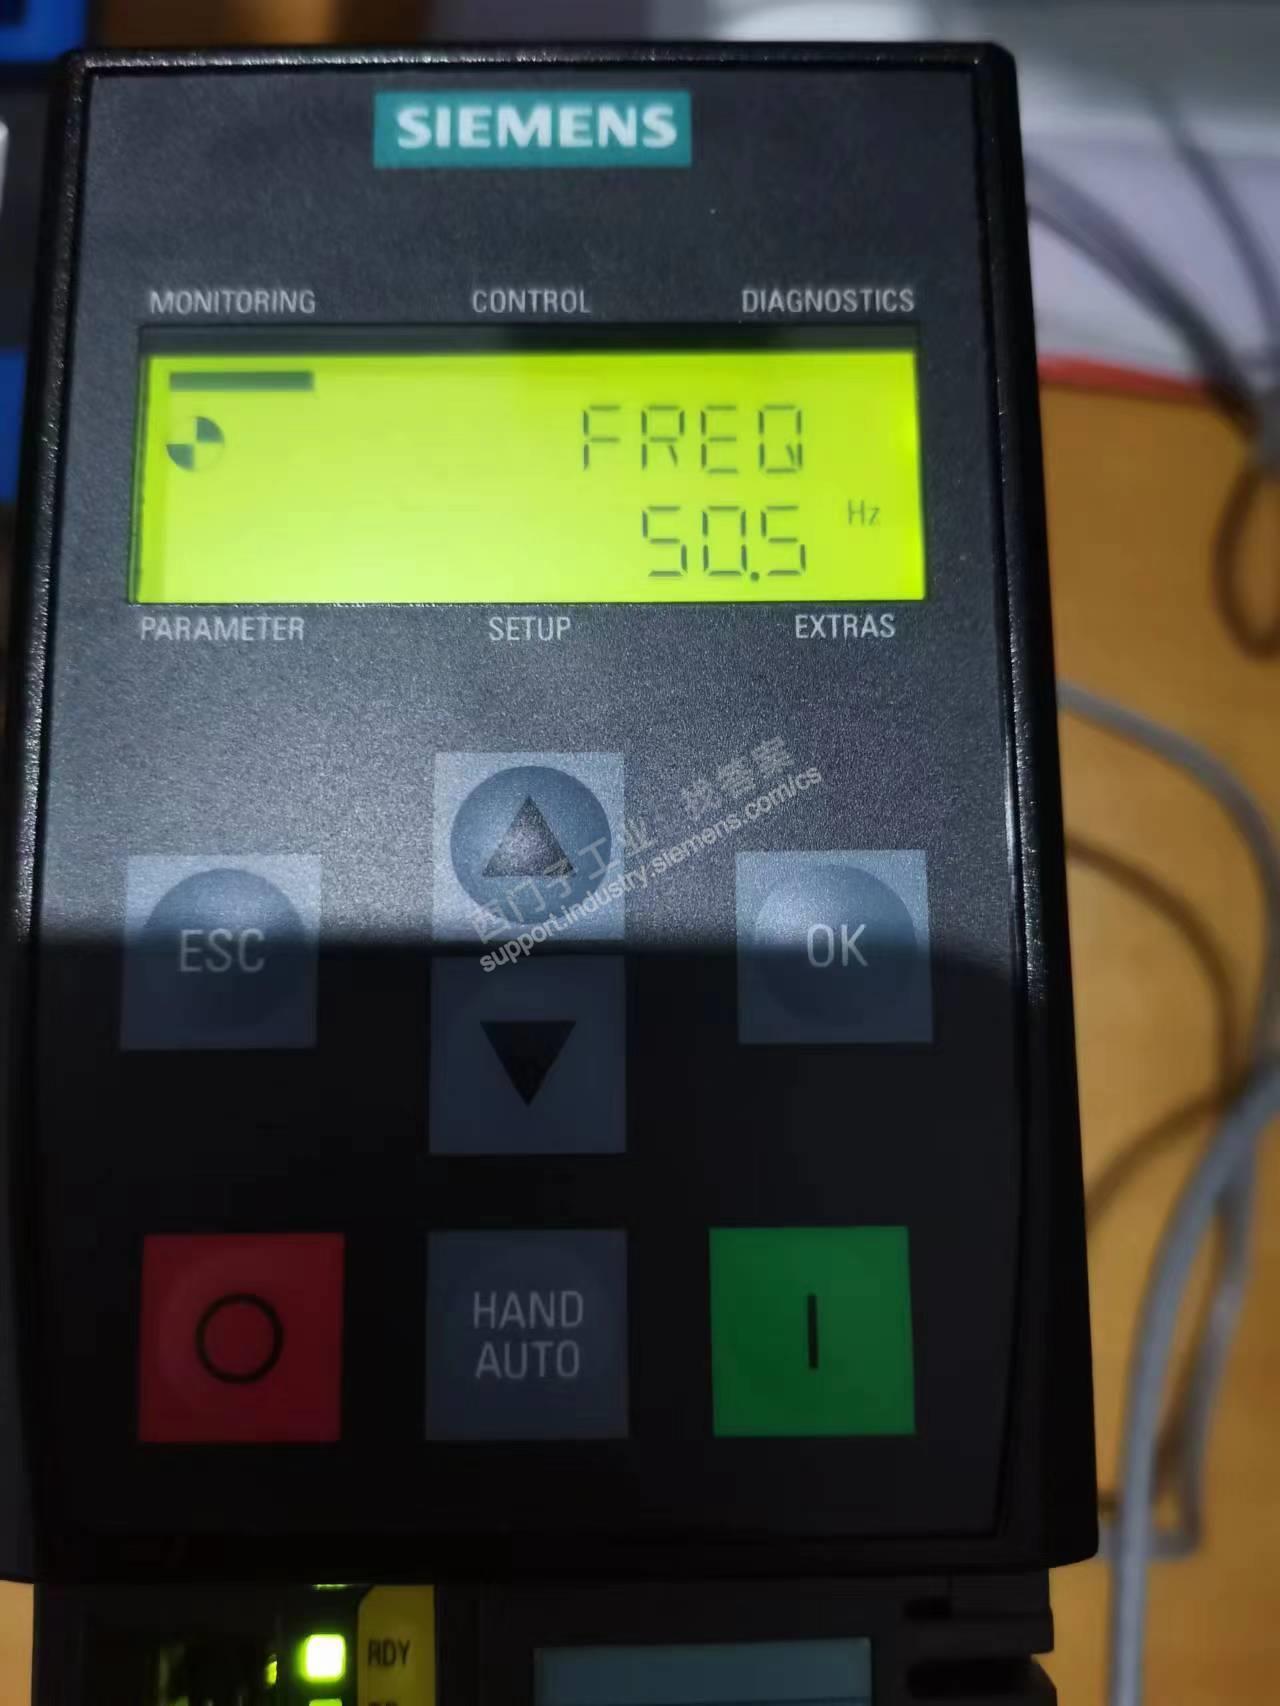 SIEMENS
MONITORING CONTROL DIAGNOSTICS
FREQ
50.5 Hz
PARAMETER SETUP EXTRAS
西门子工业 找答案
support.industry.siemens.com/cs
ESC
OK
HAND
AUTO
RDY